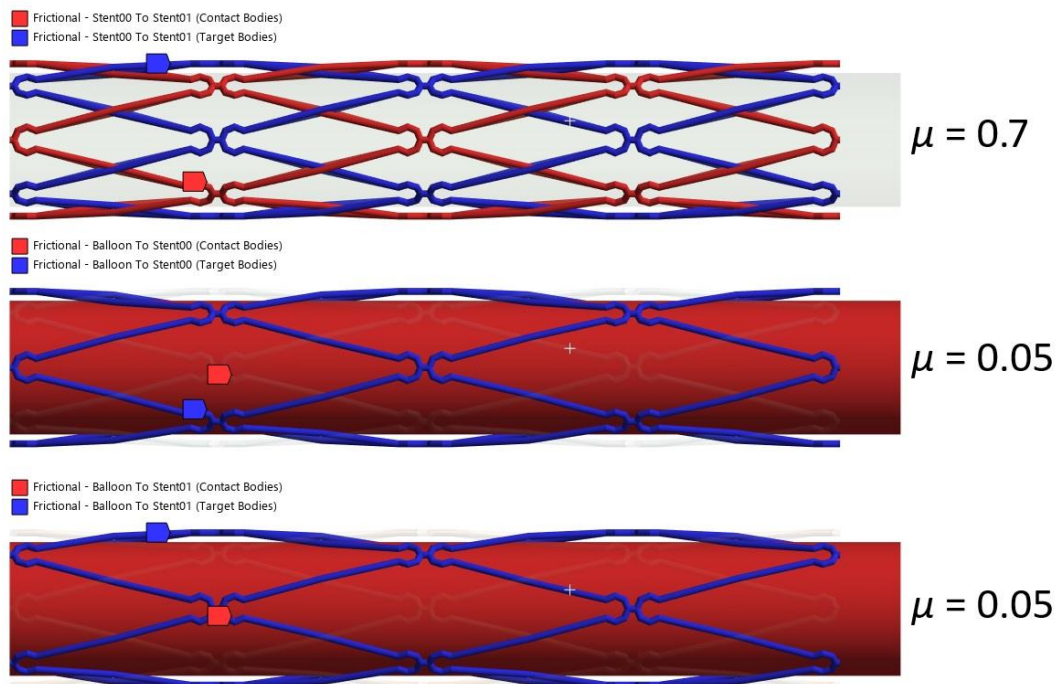 Frictional - Stent00 To Stent01 (Contact Bodies)
Frictional - Stent00 To Stent01 (Target Bodies)
μ = 0.7
Frictional - Balloon To Stent00 (Contact Bodies)
Frictional - Balloon To Stent00 (Target Bodies)
μ = 0.05
Frictional - Balloon To Stent01 (Contact Bodies)
Frictional - Balloon To Stent01 (Target Bodies)
μ = 0.05